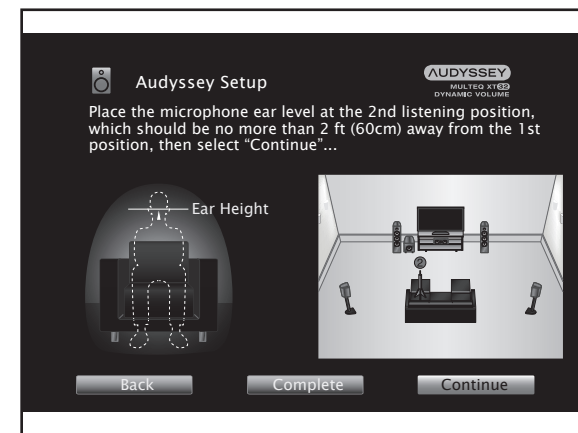 Audyssey Setup
AUDYSSEY
MULTEQ XT32
DYNAMIC VOLUME
Place the microphone ear level at the 2nd listening position,
which should be no more than 2 ft (60cm) away from the 1st
position, then select “Continue”...
Ear Height
2
Back
Complete
Continue